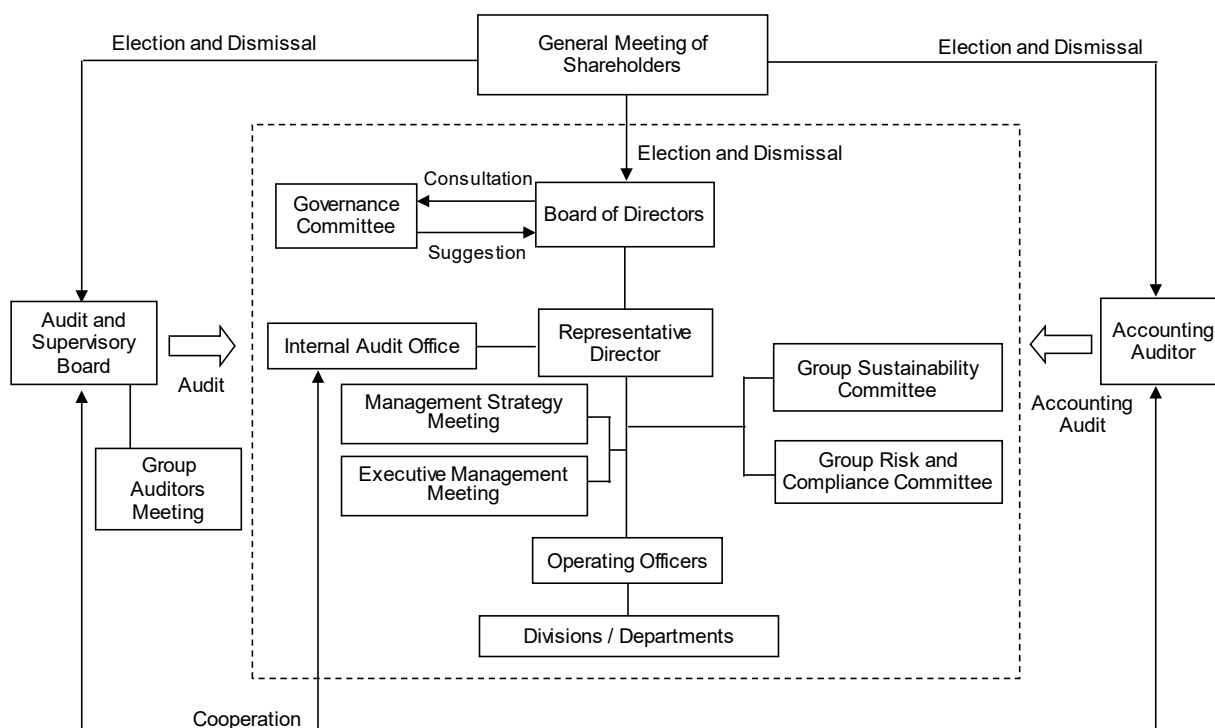 Election and Dismissal
General Meeting of
Shareholders
Election and Dismissal
Election and Dismissal
Governance
Committee
Consultation
Suggestion
Board of Directors
Audit and
Supervisory
Board
Audit
Internal Audit Office
Representative
Director
Accounting
Auditor
Accounting
Audit
Management Strategy
Meeting
Group Sustainability
Committee
Group
Auditors
Meeting
Executive Management
Meeting
Group Risk and
Compliance Committee
Operating Officers
Divisions / Departments
Cooperation